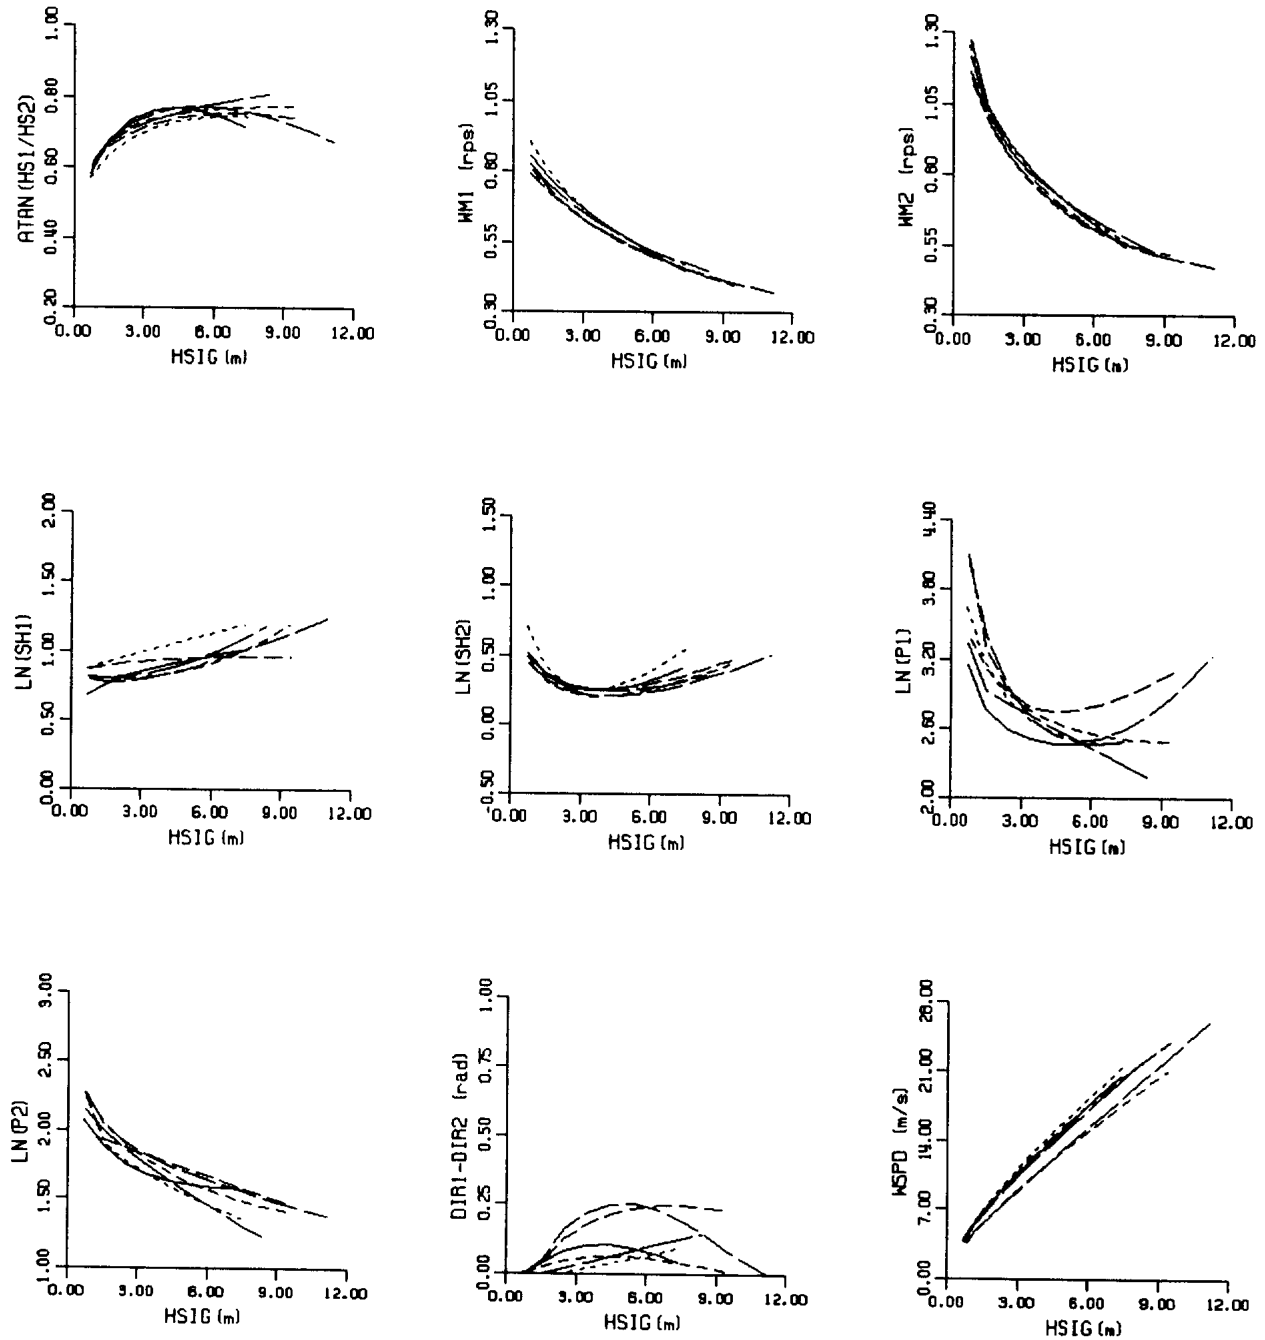 ATAN(HS1/HS2)
1.00
0.80
0.60
0.40
0.20
0.00 3.00 6.00 9.00 12.00
HSIG (m)
WM1 (rps)
1.30
1.05
0.80
0.55
0.30
0.00 3.00 6.00 9.00 12.00
HSIG (m)
WM2 (rps)
1.30
1.05
0.80
0.55
0.30
0.00 3.00 6.00 9.00 12.00
HSIG (m)
LN(SH1)
2.00
1.50
1.00
0.50
0.00
0.00 3.00 6.00 9.00 12.00
HSIG (m)
LN(SH2)
1.50
1.00
0.50
0.00
0.50
0.00 3.00 6.00 9.00 12.00
HSIG (m)
LN(P1)
4.40
3.80
3.20
2.60
2.00
0.00 3.00 6.00 9.00 12.00
HSIG (m)
LN(P2)
3.00
2.50
2.00
1.50
1.00
0.00 3.00 6.00 9.00 12.00
HSIG (m)
DIR1-DIR2 (rad)
1.00
0.75
0.50
0.25
0.00
0.00 3.00 6.00 9.00 12.00
HSIG (m)
WSPD (m/s)
28.00
21.00
14.00
7.00
0.00
0.00 3.00 6.00 9.00 12.00
HSIG (m)